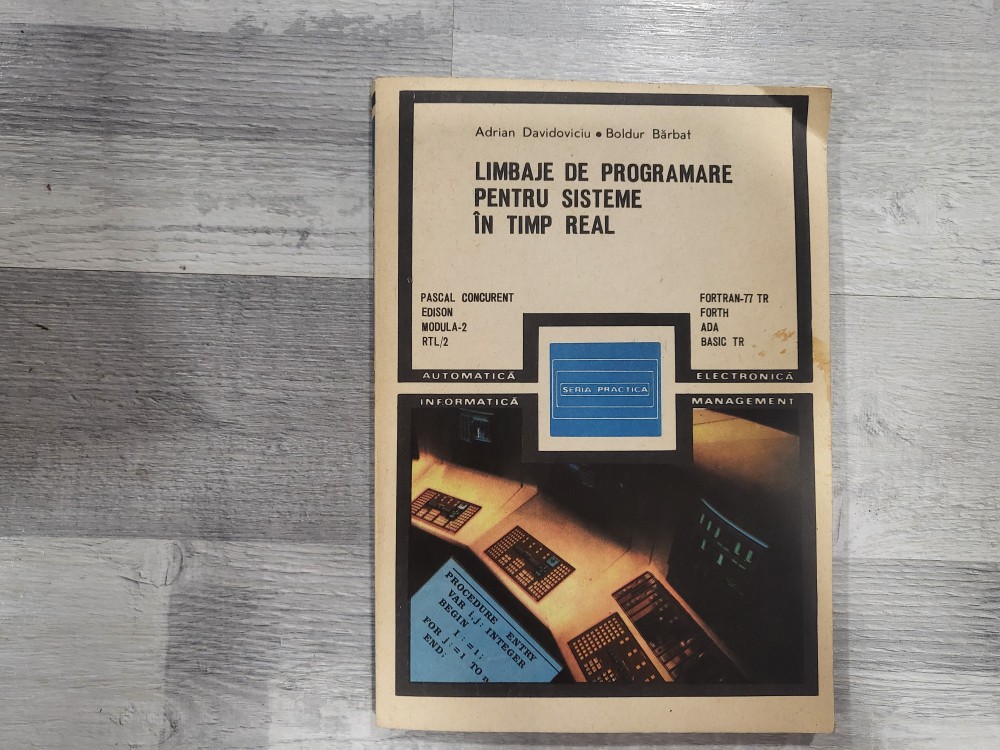 Adrian Davidoviciu • Boldur Bărbat
LIMBAJE DE PROGRAMARE
PENTRU SISTEME
ÎN TIMP REAL
PASCAL CONCURENT
EDISON
MODULA-2
RTL/2
FORTRAN-77 TR
FORTH
ADA
BASIC TR
AUTOMATICĂ
ELECTRONICĂ
SERIA PRACTICA
INFORMATICĂ
MANAGEMENT
PROCEDURE ENTRY
VAR i,j: INTEGER
BEGIN I:=1;
FOR j:=1 TO n
END;